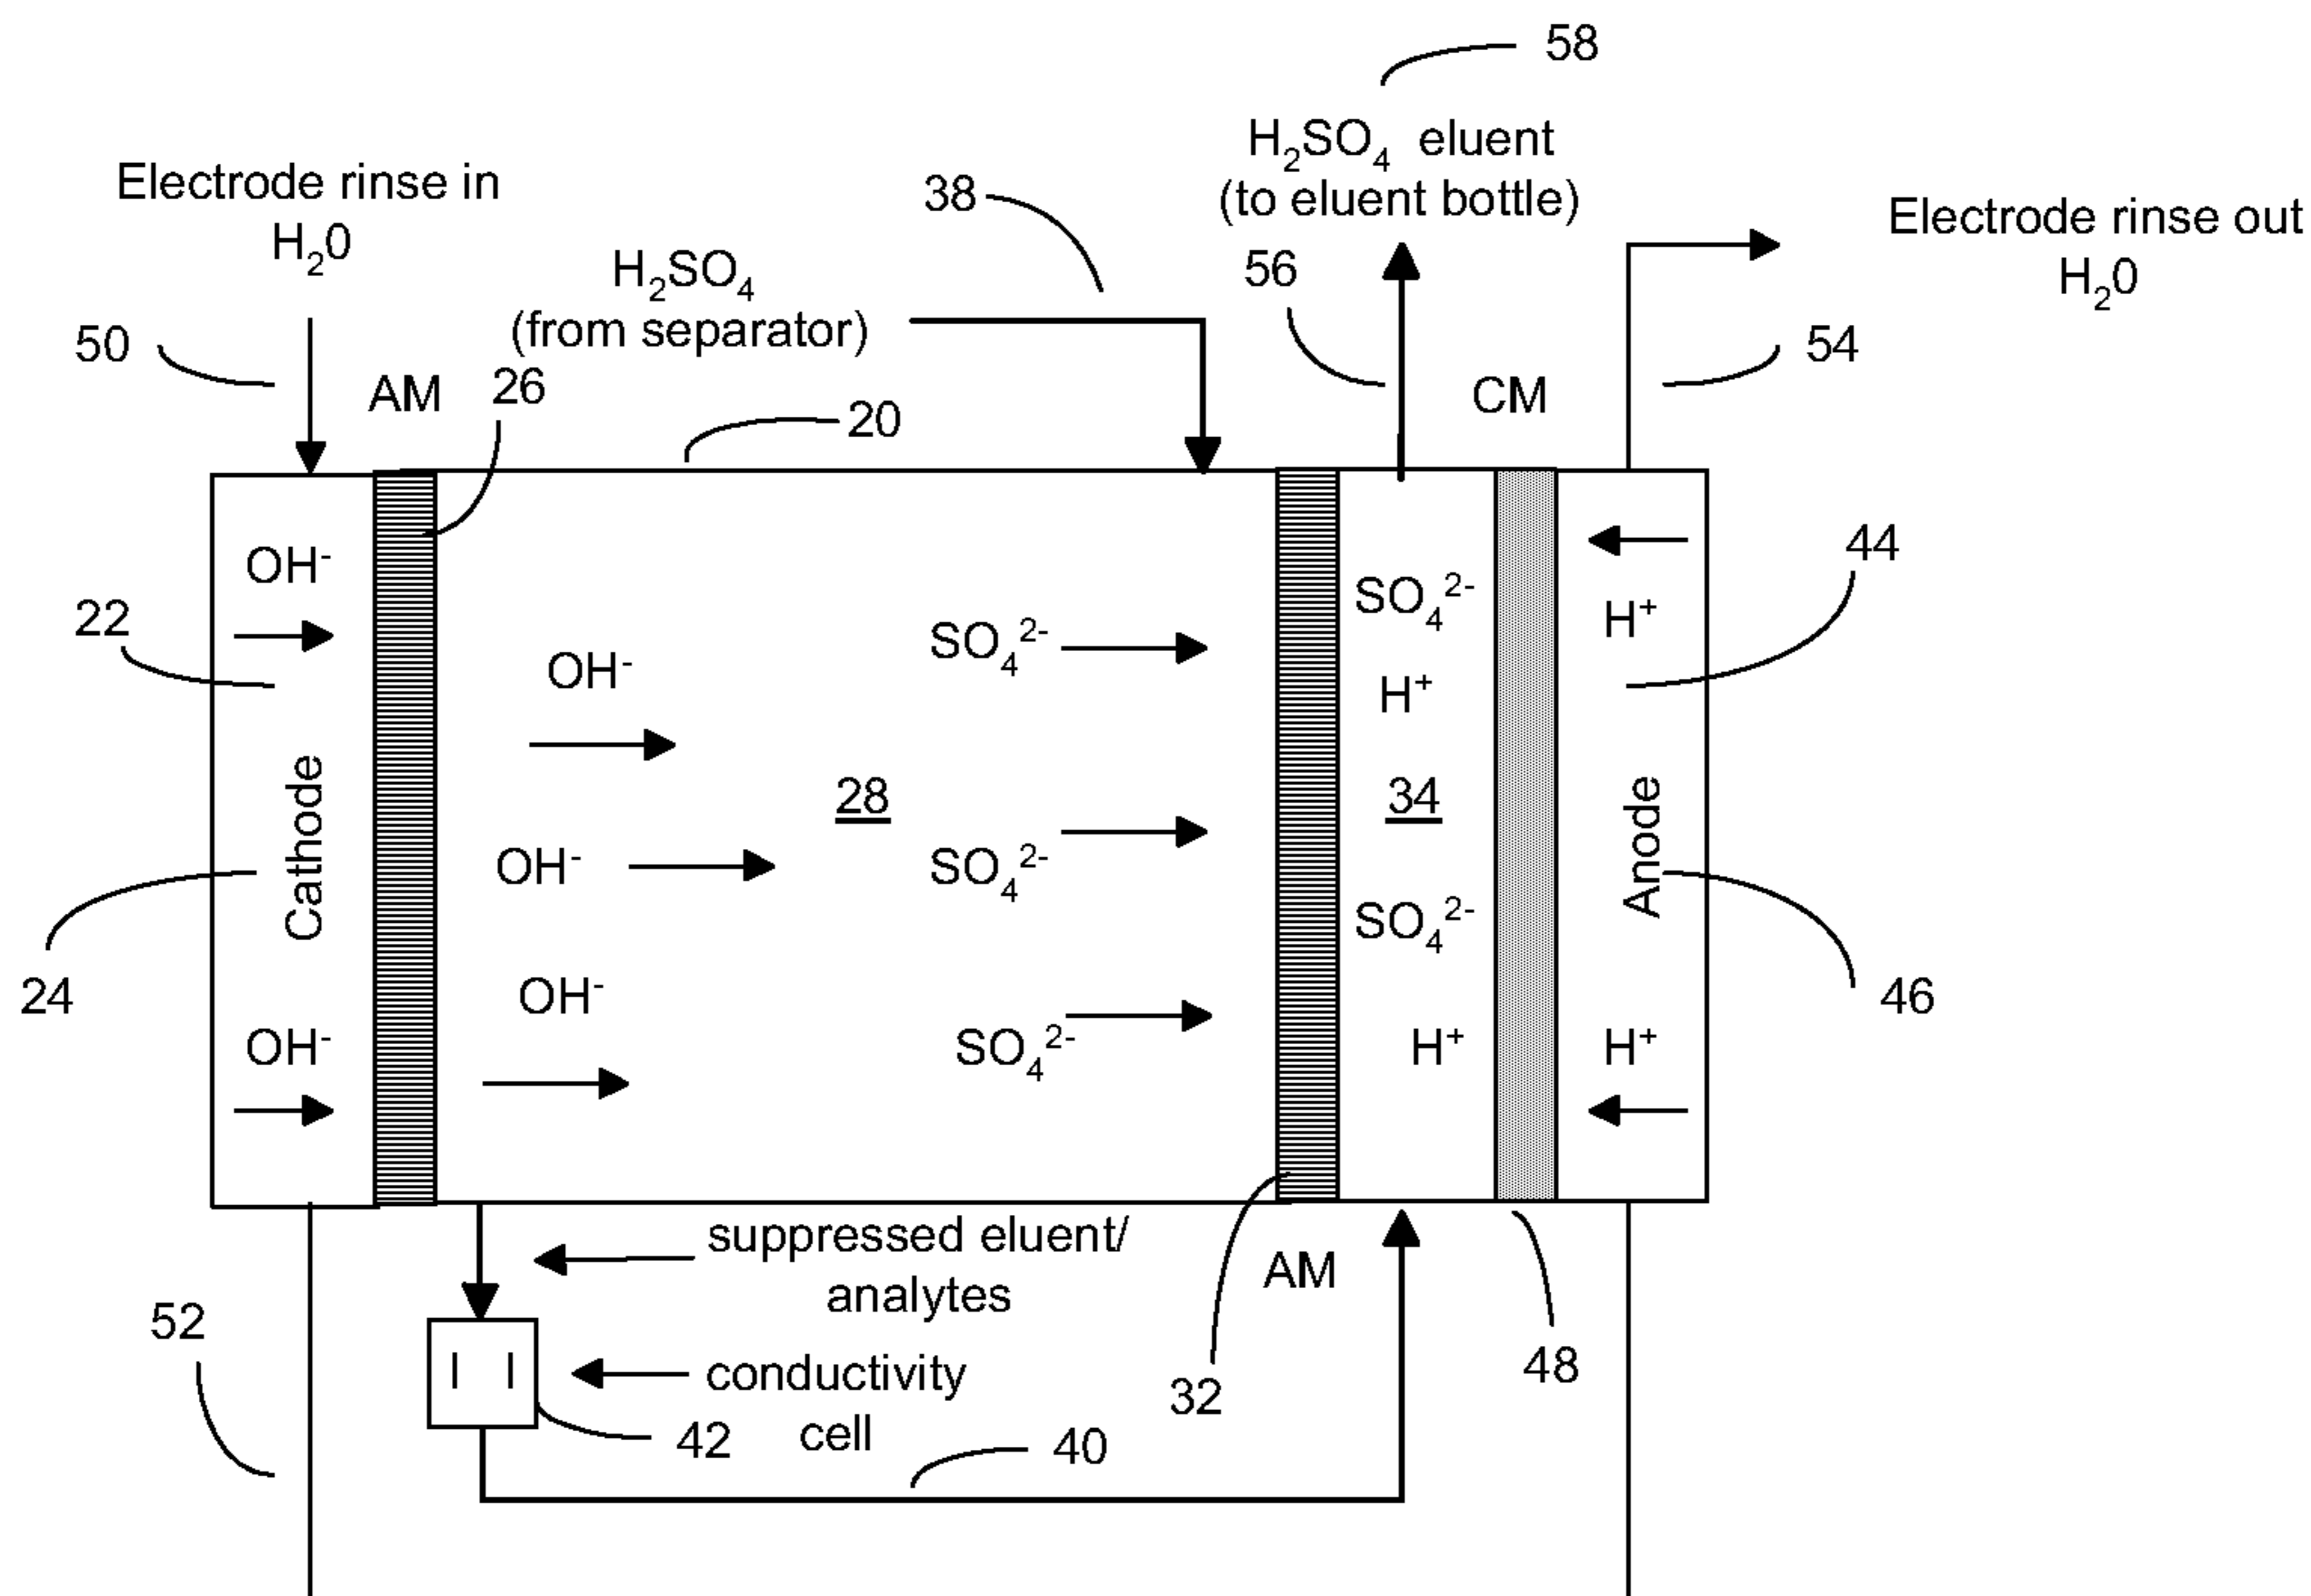 58
H₂SO₄ eluent
(to eluent bottle)
Electrode rinse in
H₂0
38
Electrode rinse out
H₂0
H₂SO₄
(from separator)
56
50
54
AM
26
CM
20
OH⁻
44
22
SO₄²⁻
H⁺
SO₄²⁻
OH⁻
H⁺
28
34
Cathode
Anode
OH⁻
SO₄²⁻
SO₄²⁻
24
OH⁻
46
OH⁻
SO₄²⁻
H⁺
H⁺
suppressed eluent/
analytes
AM
52
conductivity
cell
48
32
42
40